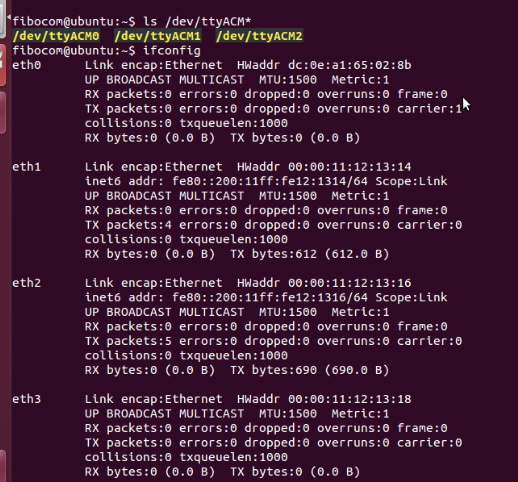 fibocom@ubuntu:~$ ls /dev/ttyACM*
/dev/ttyACM0 /dev/ttyACM1 /dev/ttyACM2
fibocom@ubuntu:~$ ifconfig
eth0 Link encap:Ethernet HWaddr dc:0e:a1:65:02:8b
UP BROADCAST MULTICAST MTU:1500 Metric:1
RX packets:0 errors:0 dropped:0 overruns:0 frame:0
TX packets:0 errors:0 dropped:0 overruns:0 carrier:1
collisions:0 txqueuelen:1000
RX bytes:0 (0.0 B) TX bytes:0 (0.0 B)
eth1 Link encap:Ethernet HWaddr 00:00:11:12:13:14
inet6 addr: fe80::200:11ff:fe12:1314/64 Scope:Link
UP BROADCAST MULTICAST MTU:1500 Metric:1
RX packets:0 errors:0 dropped:0 overruns:0 frame:0
TX packets:4 errors:0 dropped:0 overruns:0 carrier:0
collisions:0 txqueuelen:1000
RX bytes:0 (0.0 B) TX bytes:612 (612.0 B)
eth2 Link encap:Ethernet HWaddr 00:00:11:12:13:16
inet6 addr: fe80::200:11ff:fe12:1316/64 Scope:Link
UP BROADCAST MULTICAST MTU:1500 Metric:1
RX packets:0 errors:0 dropped:0 overruns:0 frame:0
TX packets:5 errors:0 dropped:0 overruns:0 carrier:0
collisions:0 txqueuelen:1000
RX bytes:0 (0.0 B) TX bytes:690 (690.0 B)
eth3 Link encap:Ethernet HWaddr 00:00:11:12:13:18
UP BROADCAST MULTICAST MTU:1500 Metric:1
RX packets:0 errors:0 dropped:0 overruns:0 frame:0
TX packets:0 errors:0 dropped:0 overruns:0 carrier:0
collisions:0 txqueuelen:1000
RX bytes:0 (0.0 B) TX bytes:0 (0.0 B)